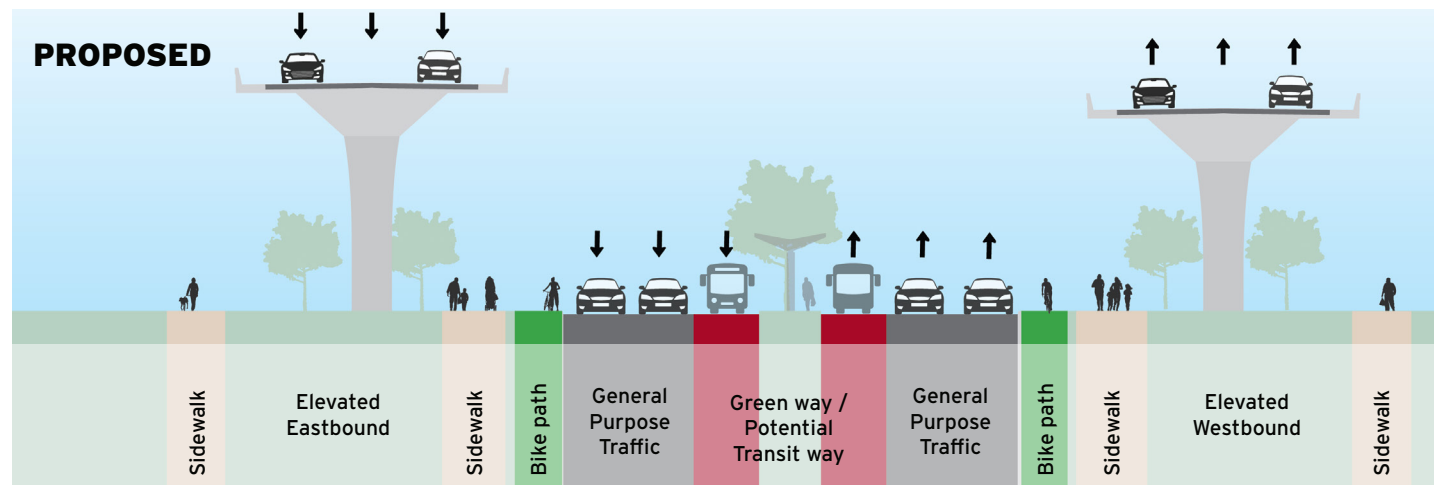 PROPOSED
Sidewalk
Elevated
Eastbound
Sidewalk
Bike path
General
Purpose
Traffic
Green way /
Potential
Transit way
General
Purpose
Traffic
Bike path
Sidewalk
Elevated
Westbound
Sidewalk